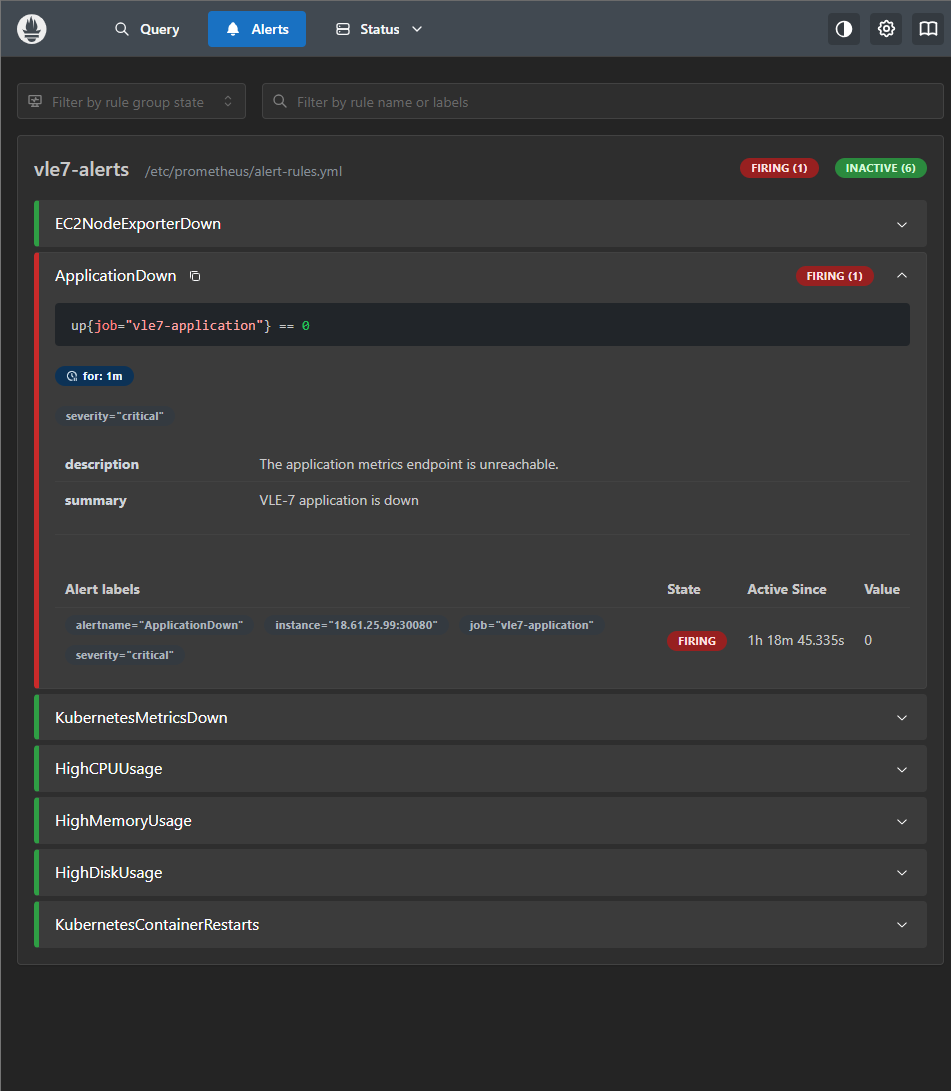 Query Alerts Status
Filter by rule group state Filter by rule name or labels
vle7-alerts /etc/prometheus/alert-rules.yml FIRING (1) INACTIVE (6)
EC2NodeExporterDown
ApplicationDown FIRING (1)
up{job="vle7-application"} == 0
for: 1m
severity="critical"
description The application metrics endpoint is unreachable.
summary VLE-7 application is down
Alert labels State Active Since Value
alertname="ApplicationDown" instance="18.61.25.99:30080" job="vle7-application"
severity="critical" FIRING 1h 18m 45.335s 0
KubernetesMetricsDown
HighCPUUsage
HighMemoryUsage
HighDiskUsage
KubernetesContainerRestarts